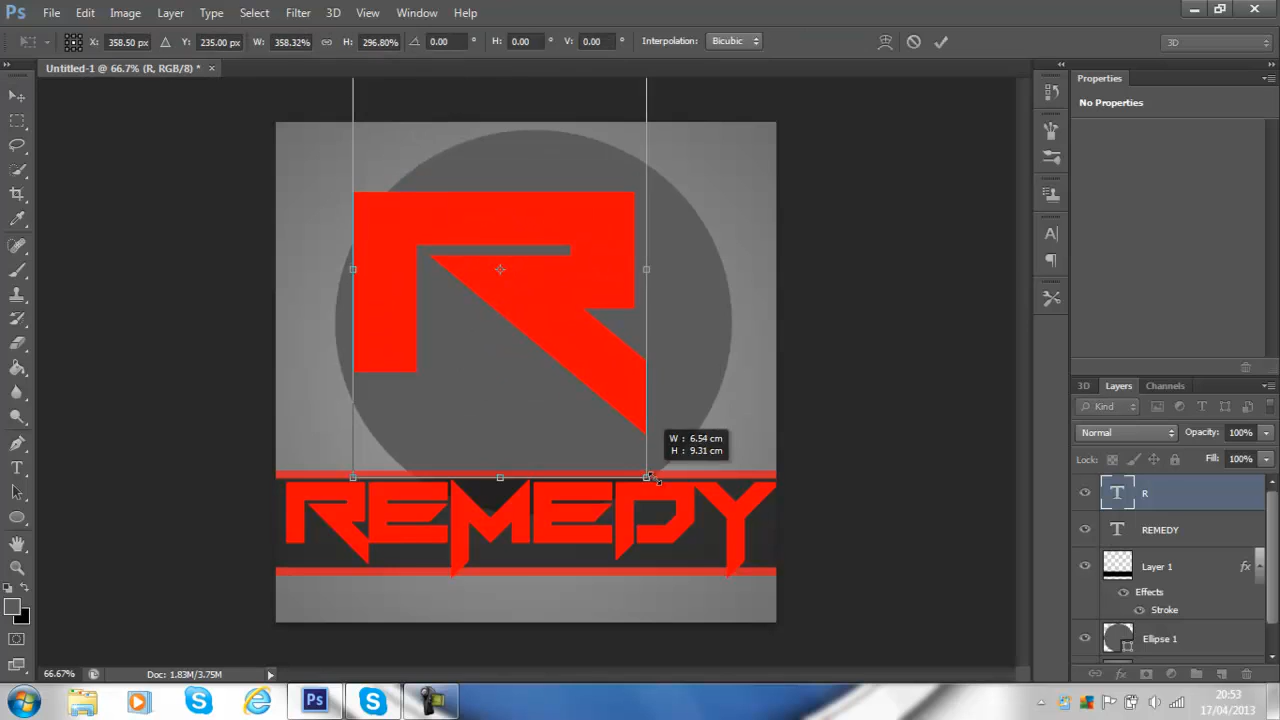 Ps File Edit Image Layer Type Select Filter 3D View Window Help
X: 358.50 px Y: 235.00 px W: 358.32% H: 296.80% 0.00 ° H: 0.00 ° V: 0.00 ° Interpolation: Bicubic 3D
Untitled-1 @ 66.7% (R, RGB/8) * ×
Properties
No Properties
R
W : 6.54 cm
H : 9.31 cm
REMEDY
3D Layers Channels
Kind
Normal Opacity: 100%
Lock: Fill: 100%
T R
T REMEDY
Layer 1 fx
Effects
Stroke
Ellipse 1
66.67% Doc: 1.83M/3.75M
Ps
20:53
17/04/2013